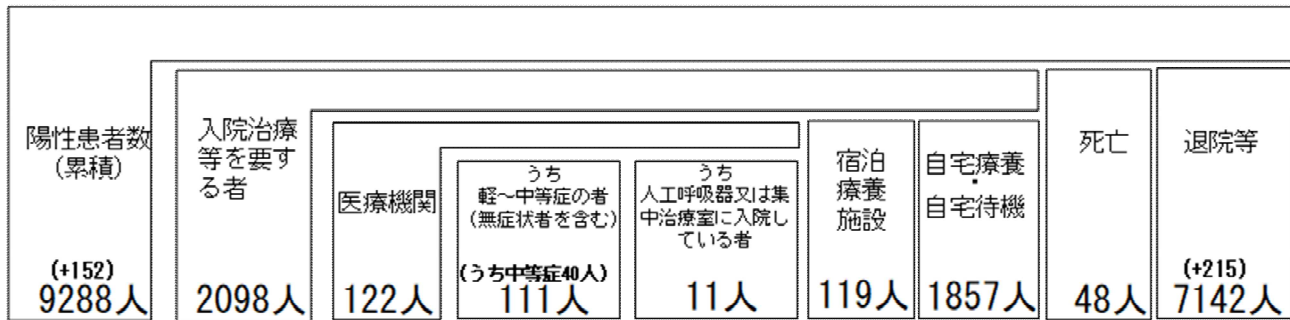 陽性患者数
(累積)
(+152)
9288人
入院治療
等を要す
る者
2098人
医療機関
122人
うち
軽～中等症の者
(無症状者を含む)
(うち中等症40人)
111人
うち
人工呼吸器又は集
中治療室に入院し
ている者
11人
宿泊
療養
施設
119人
自宅療養
・
自宅待機
1857人
死亡
48人
退院等
(+215)
7142人